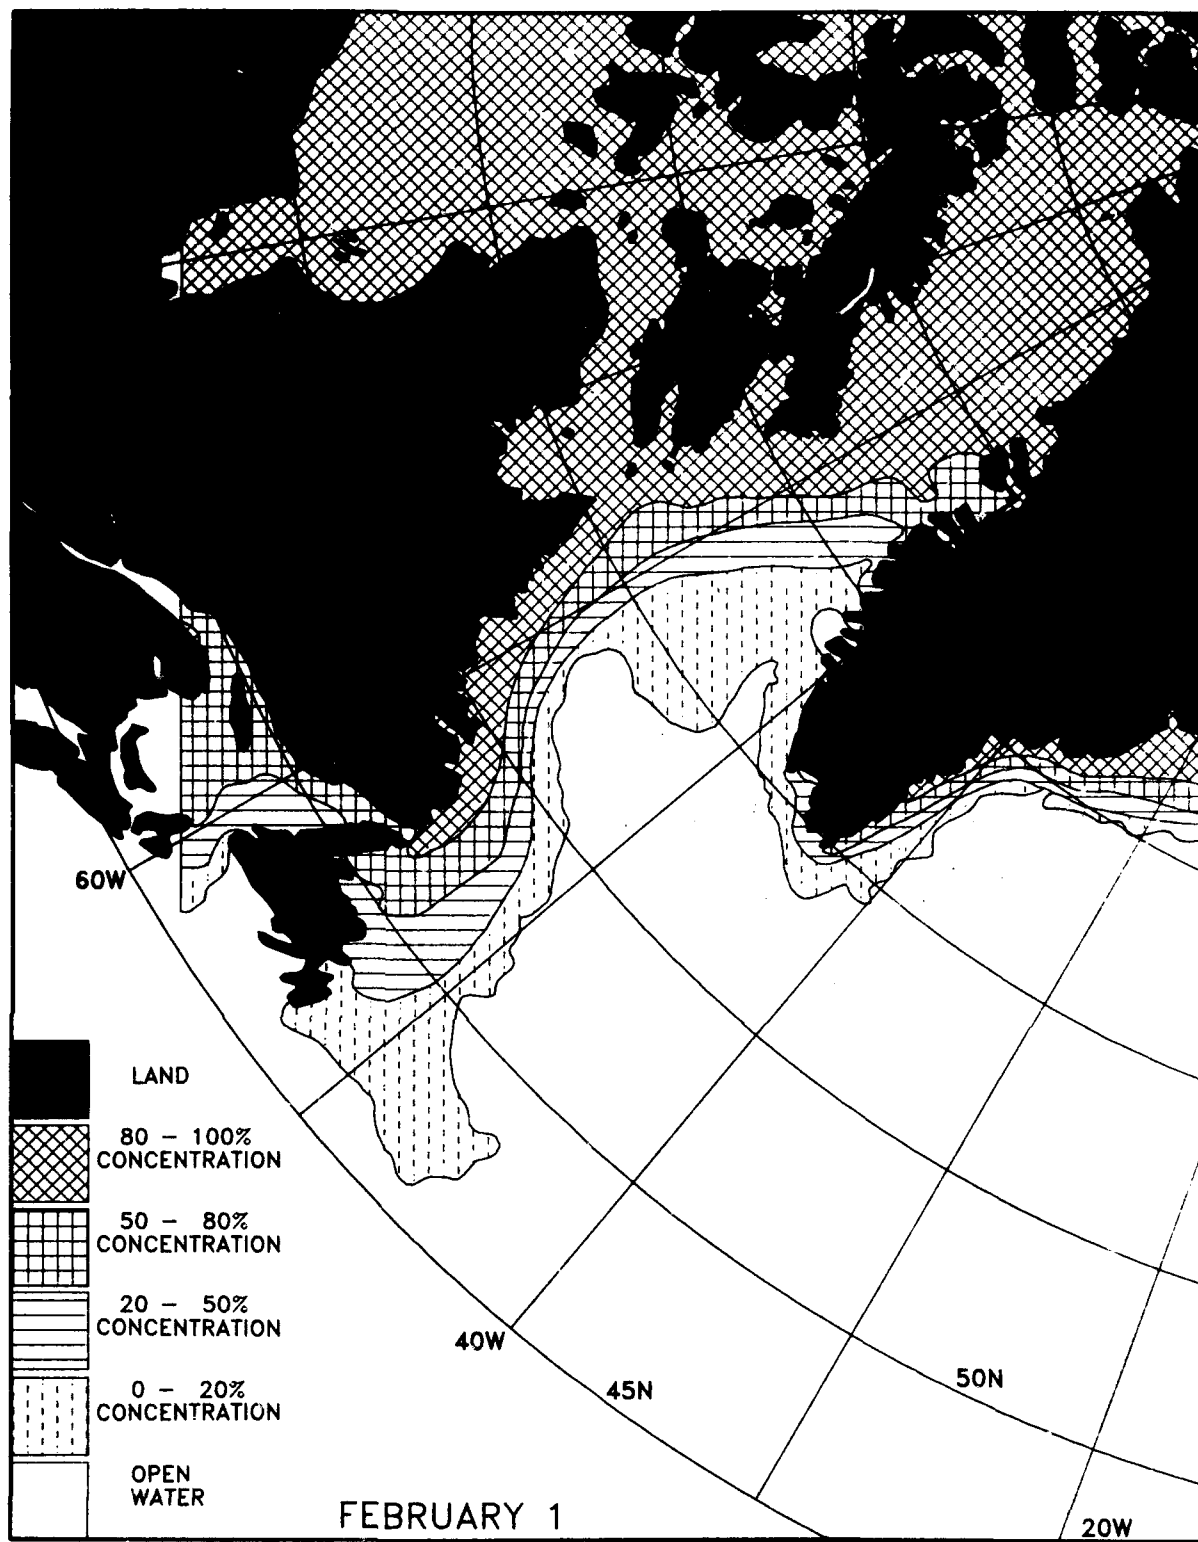 60W
LAND
80 - 100%
CONCENTRATION
50 - 80%
CONCENTRATION
20 - 50%
CONCENTRATION
0 - 20%
CONCENTRATION
OPEN
WATER
40W
45N
50N
20W
FEBRUARY 1